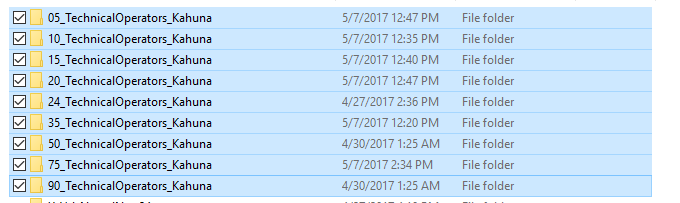 05_TechnicalOperators_Kahuna 5/7/2017 12:47 PM File folder
10_TechnicalOperators_Kahuna 5/7/2017 12:35 PM File folder
15_TechnicalOperators_Kahuna 5/7/2017 12:40 PM File folder
20_TechnicalOperators_Kahuna 5/7/2017 12:47 PM File folder
24_TechnicalOperators_Kahuna 4/27/2017 2:36 PM File folder
35_TechnicalOperators_Kahuna 5/7/2017 12:20 PM File folder
50_TechnicalOperators_Kahuna 4/30/2017 1:25 AM File folder
75_TechnicalOperators_Kahuna 5/7/2017 2:34 PM File folder
90_TechnicalOperators_Kahuna 4/30/2017 1:25 AM File folder